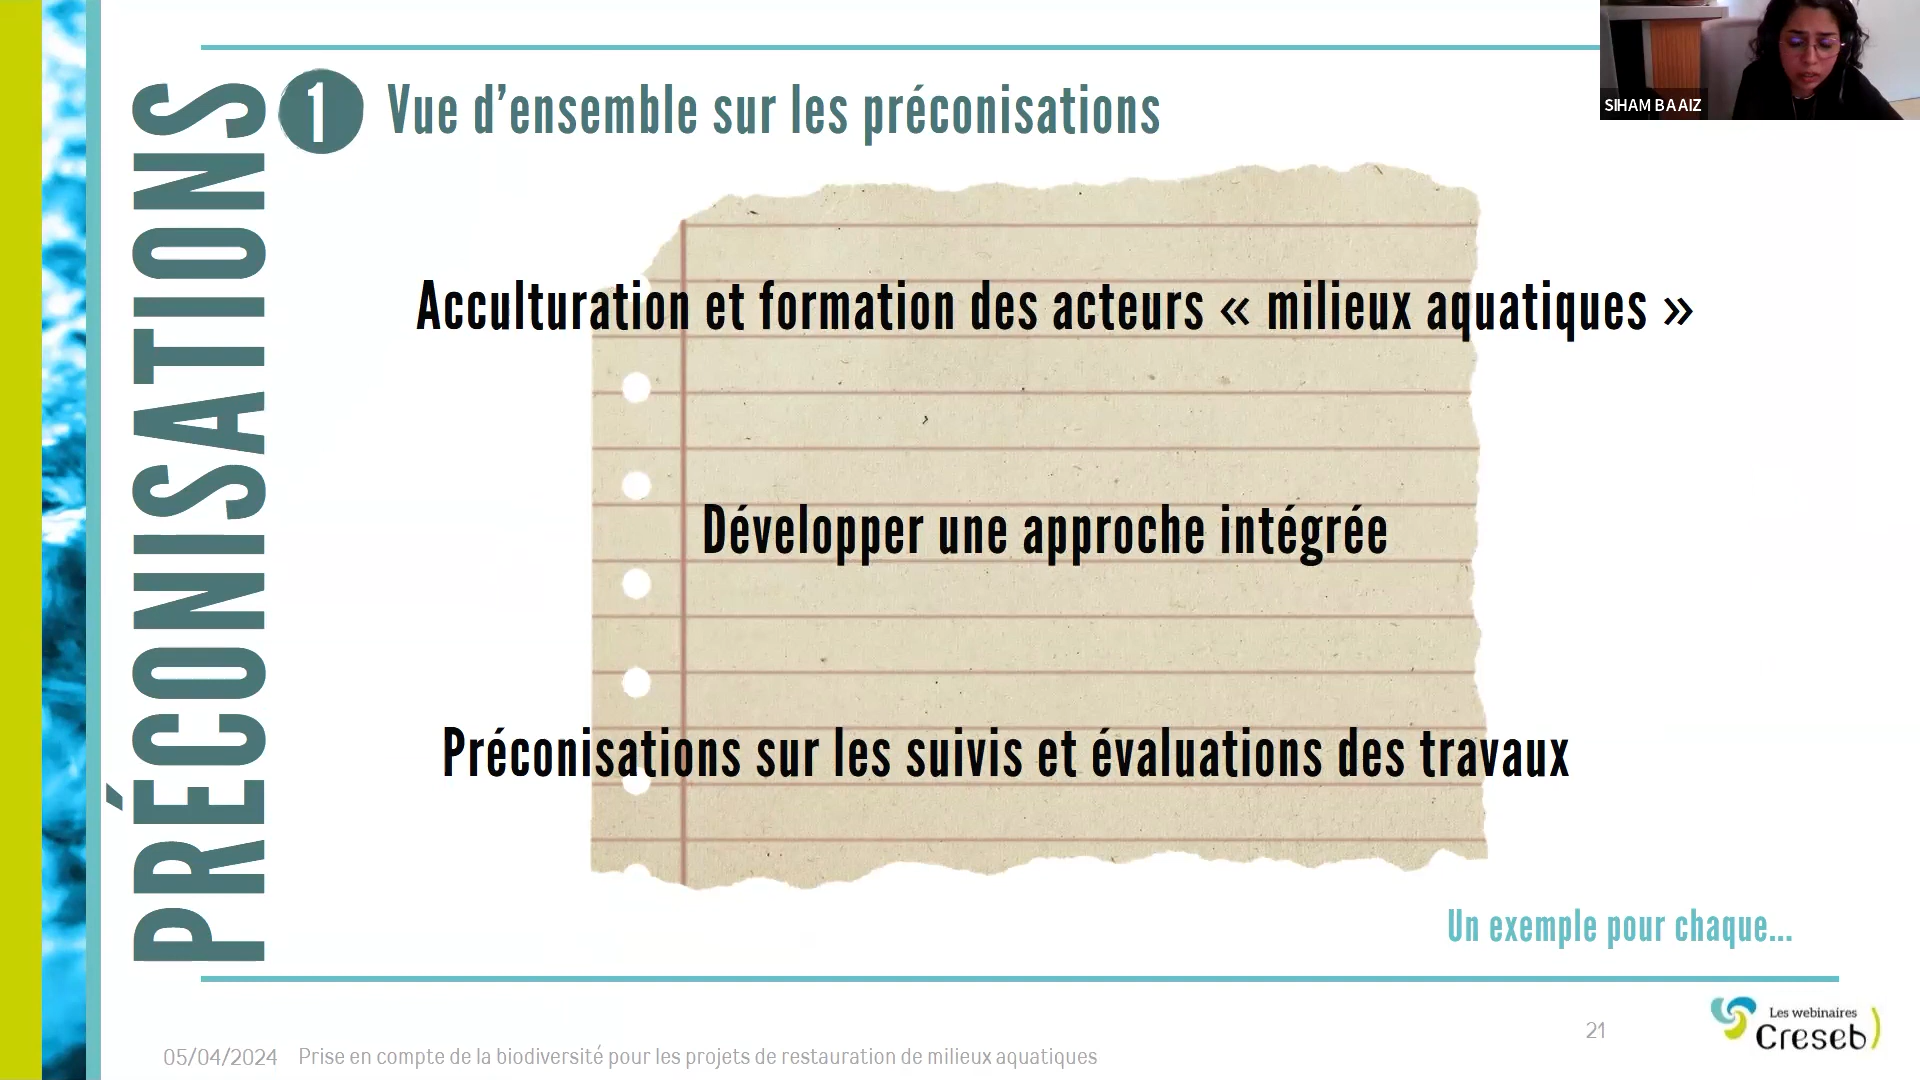 PRÉCONISATIONS
1 Vue d’ensemble sur les préconisations
SIHAM BAAIZ
Acculturation et formation des acteurs « milieux aquatiques »
Développer une approche intégrée
Préconisations sur les suivis et évaluations des travaux
Un exemple pour chaque...
21
Les webinaires
Creseb
05/04/2024 Prise en compte de la biodiversité pour les projets de restauration de milieux aquatiques